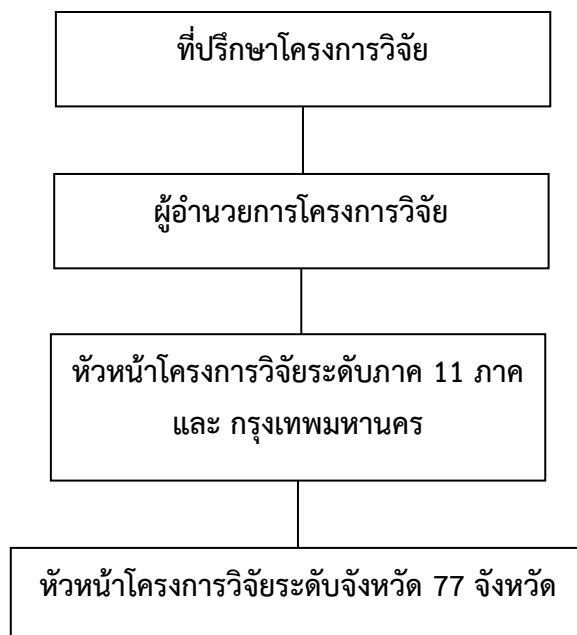 ที่ปรึกษาโครงการวิจัย
ผู้อำนวยการโครงการวิจัย
หัวหน้าโครงการวิจัยระดับภาค 11 ภาค
และ กรุงเทพมหานคร
หัวหน้าโครงการวิจัยระดับจังหวัด 77 จังหวัด